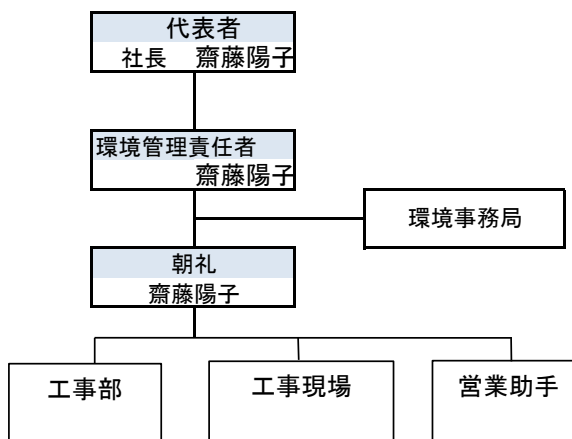 代表者
社長 齋藤陽子
環境管理責任者
齋藤陽子
環境事務局
朝礼
齋藤陽子
工事部
工事現場
営業助手